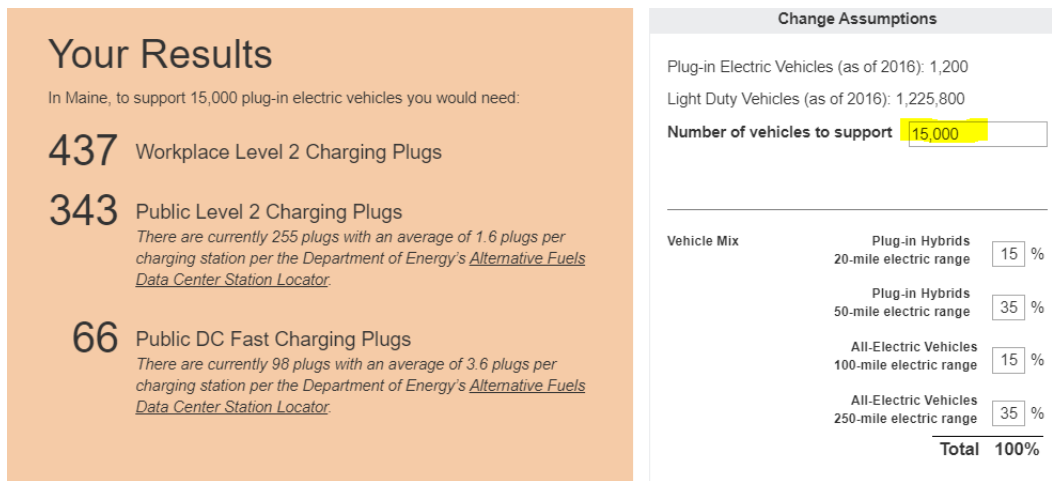 Your Results
In Maine, to support 15,000 plug-in electric vehicles you would need:
437 Workplace Level 2 Charging Plugs
343 Public Level 2 Charging Plugs
There are currently 255 plugs with an average of 1.6 plugs per
charging station per the Department of Energy's Alternative Fuels
Data Center Station Locator.
66 Public DC Fast Charging Plugs
There are currently 98 plugs with an average of 3.6 plugs per
charging station per the Department of Energy's Alternative Fuels
Data Center Station Locator.
Change Assumptions
Plug-in Electric Vehicles (as of 2016): 1,200
Light Duty Vehicles (as of 2016): 1,225,800
Number of vehicles to support 15,000
Vehicle Mix
Plug-in Hybrids
20-mile electric range 15 %
Plug-in Hybrids
50-mile electric range 35 %
All-Electric Vehicles
100-mile electric range 15 %
All-Electric Vehicles
250-mile electric range 35 %
Total 100%